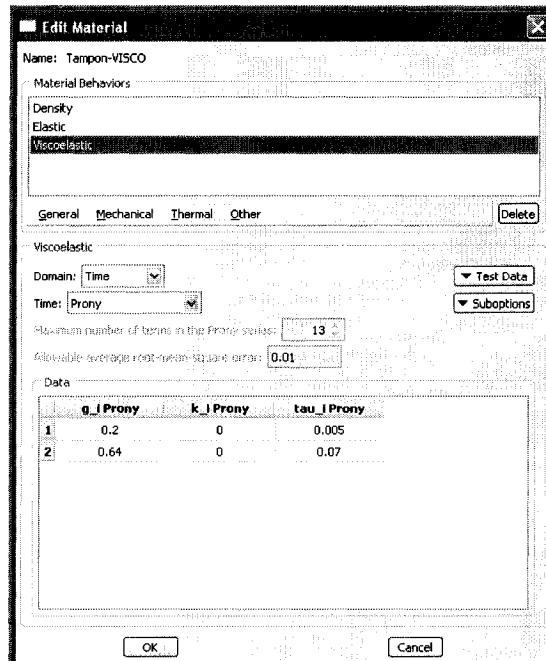 Edit Material
Name: Tampon-VISCO
Material Behaviors
Density
Elastic
Viscoelastic
General Mechanical Thermal Other Delete
Viscoelastic
Domain: Time Test Data
Time: Prony Suboptions
Maximum number of terms in the Prony series: 13
Allowable average root-mean-square error: 0.01
Data
g_i Prony k_i Prony tau_i Prony
1 0.2 0 0.005
2 0.64 0 0.07
OK Cancel